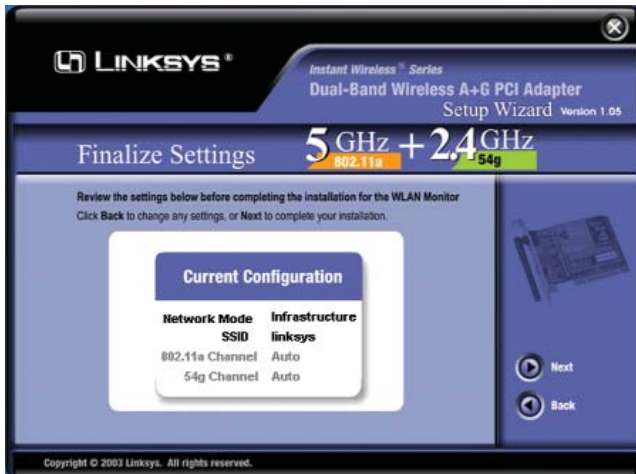 LINKSYS®
Instant Wireless® Series
Dual-Band Wireless A+G PCI Adapter
Setup Wizard Version 1.05
Finalize Settings
5 GHz + 2.4 GHz
802.11a 54g
Review the settings below before completing the installation for the WLAN Monitor
Click Back to change any settings, or Next to complete your installation.
Current Configuration
Network Mode Infrastructure
SSID linksys
802.11a Channel Auto
54g Channel Auto
Next
Back
Copyright © 2003 Linksys. All rights reserved.